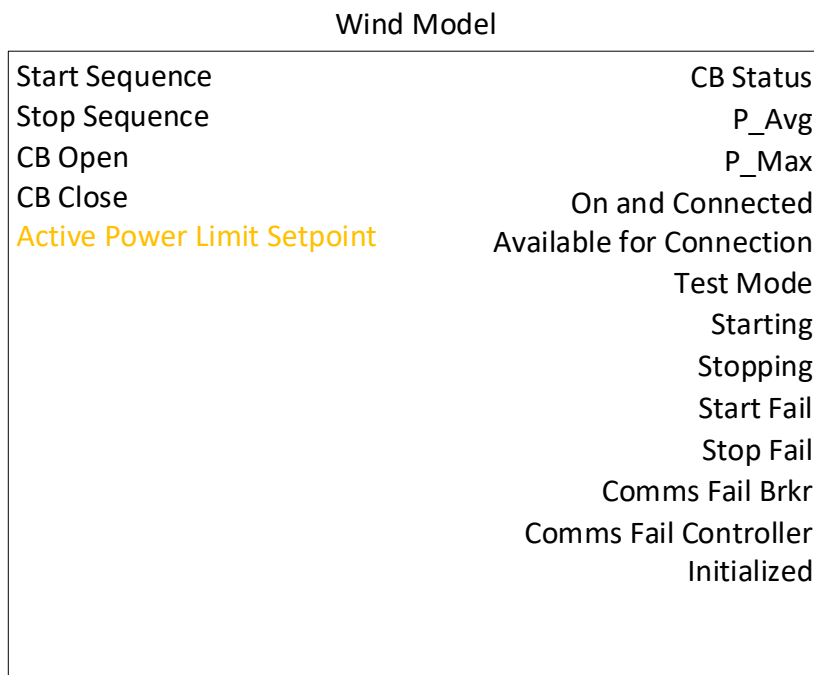 Wind Model
Start Sequence
Stop Sequence
CB Open
CB Close
Active Power Limit Setpoint
CB Status
P_Avg
P_Max
On and Connected
Available for Connection
Test Mode
Starting
Stopping
Start Fail
Stop Fail
Comms Fail Brkr
Comms Fail Controller
Initialized